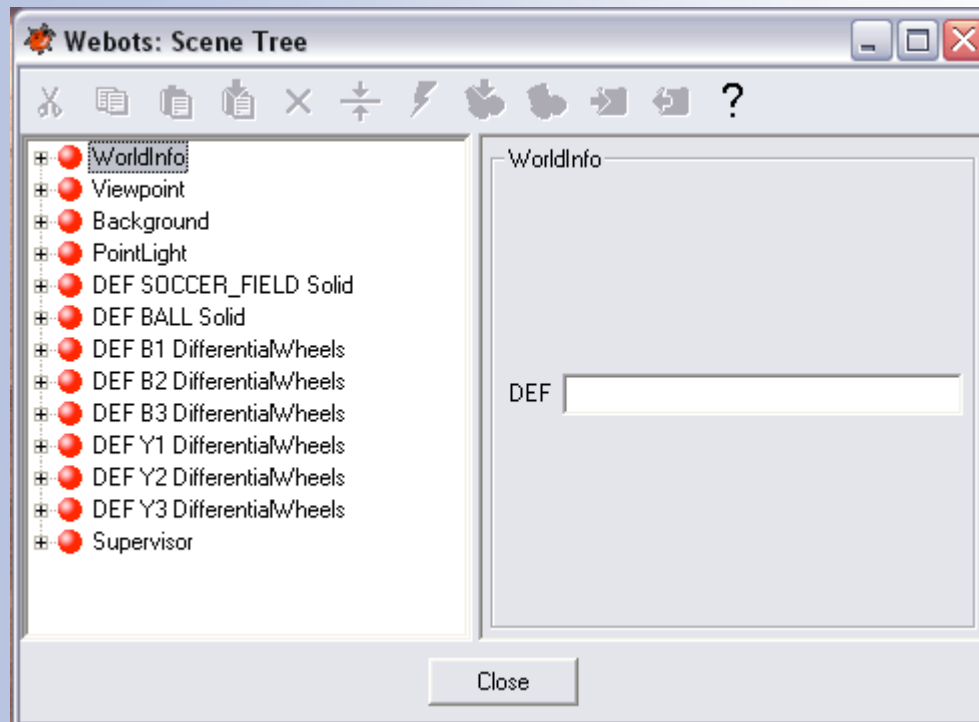 Webots: Scene Tree
?
WorldInfo
Viewpoint
Background
PointLight
DEF SOCCER_FIELD Solid
DEF BALL Solid
DEF B1 DifferentialWheels
DEF B2 DifferentialWheels
DEF B3 DifferentialWheels
DEF Y1 DifferentialWheels
DEF Y2 DifferentialWheels
DEF Y3 DifferentialWheels
Supervisor
WorldInfo
DEF
Close